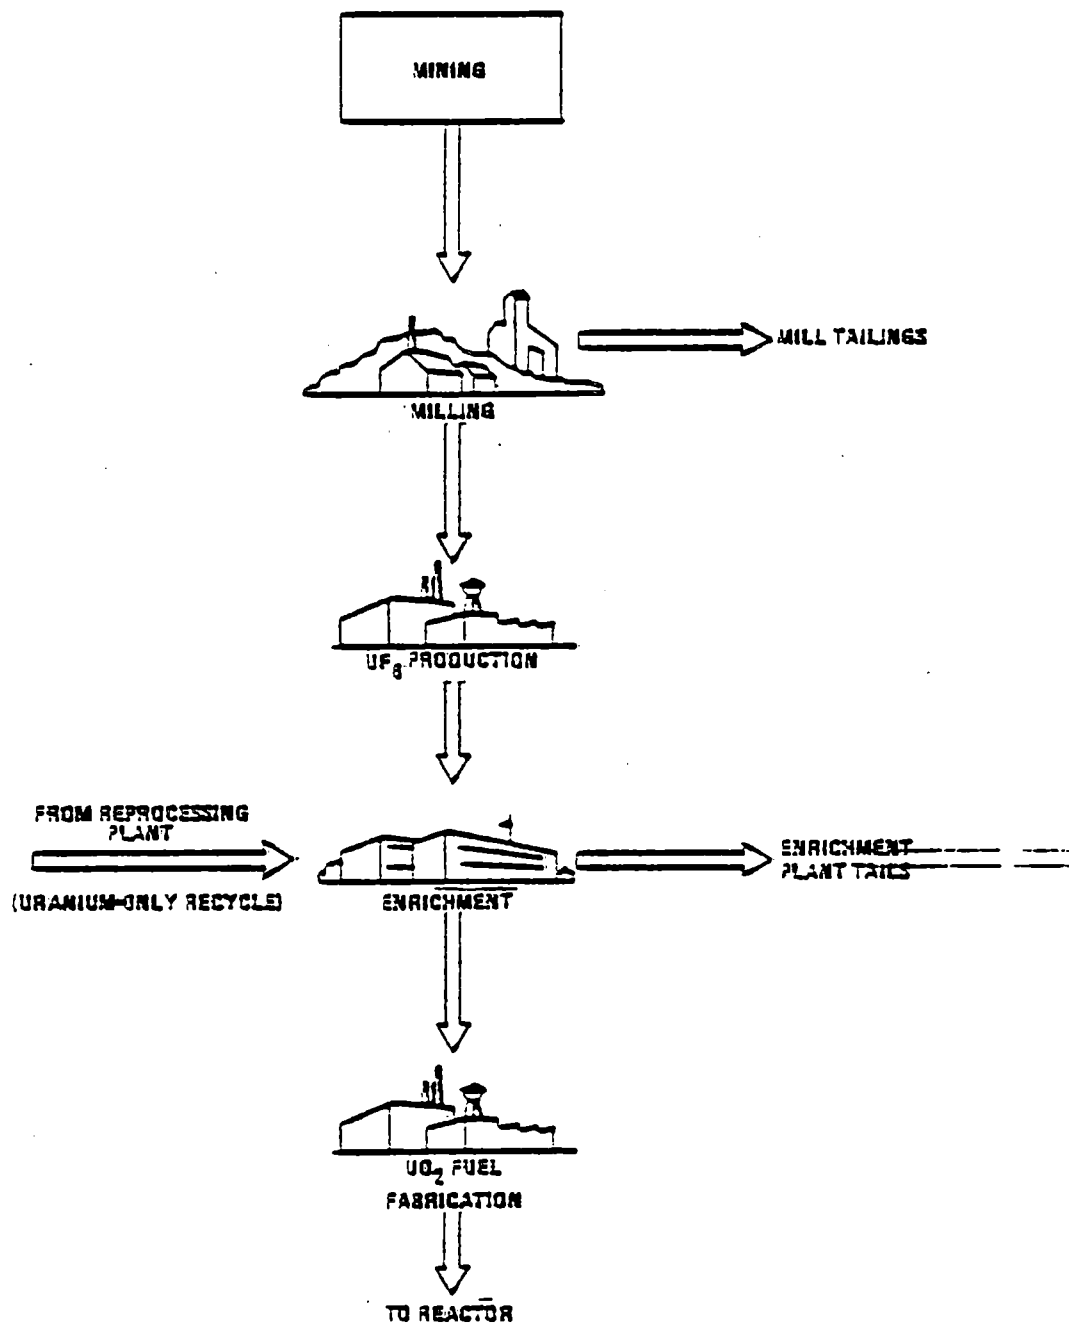 MINING
MILL TAILINGS
MILLING
UF₆ PRODUCTION
FROM REPROCESSING
PLANT
(URANIUM-ONLY RECYCLE)
ENRICHMENT
ENRICHMENT
PLANT TAILS
UO₂ FUEL
FABRICATION
TO REACTOR